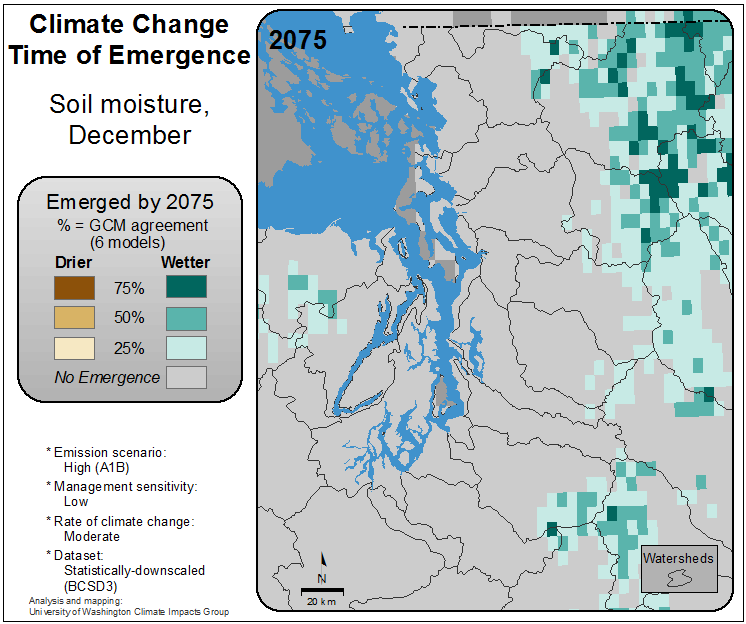 Climate Change
Time of Emergence
Soil moisture,
December
Emerged by 2075
% = GCM agreement
(6 models)
Drier Wetter
75%
50%
25%
No Emergence
* Emission scenario:
High (A1B)
* Management sensitivity:
Low
* Rate of climate change:
Moderate
* Dataset:
Statistically-downscaled
(BCSD3)
Analysis and mapping:
University of Washington Climate Impacts Group
2075
N
20 km
Watersheds